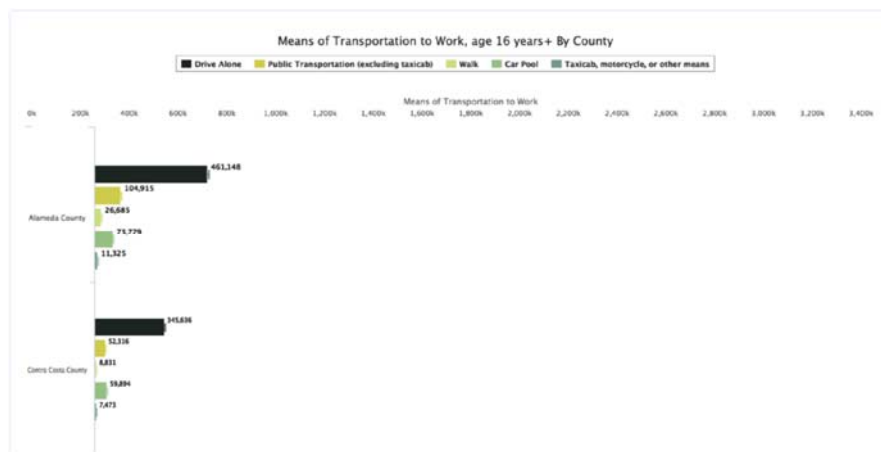 Means of Transportation to Work, age 16 years+ By County
Drive Alone Public Transportation (excluding taxicab) Walk Car Pool Taxicab, motorcycle, or other means
Means of Transportation to Work
0k 200k 400k 600k 800k 1,000k 1,200k 1,400k 1,600k 1,800k 2,000k 2,200k 2,400k 2,600k 2,800k 3,000k 3,200k 3,400k
461,148
104,915
26,685
Alameda County
11,325
345,636
52,316
8,831
Contra Costa County
59,894
7,473